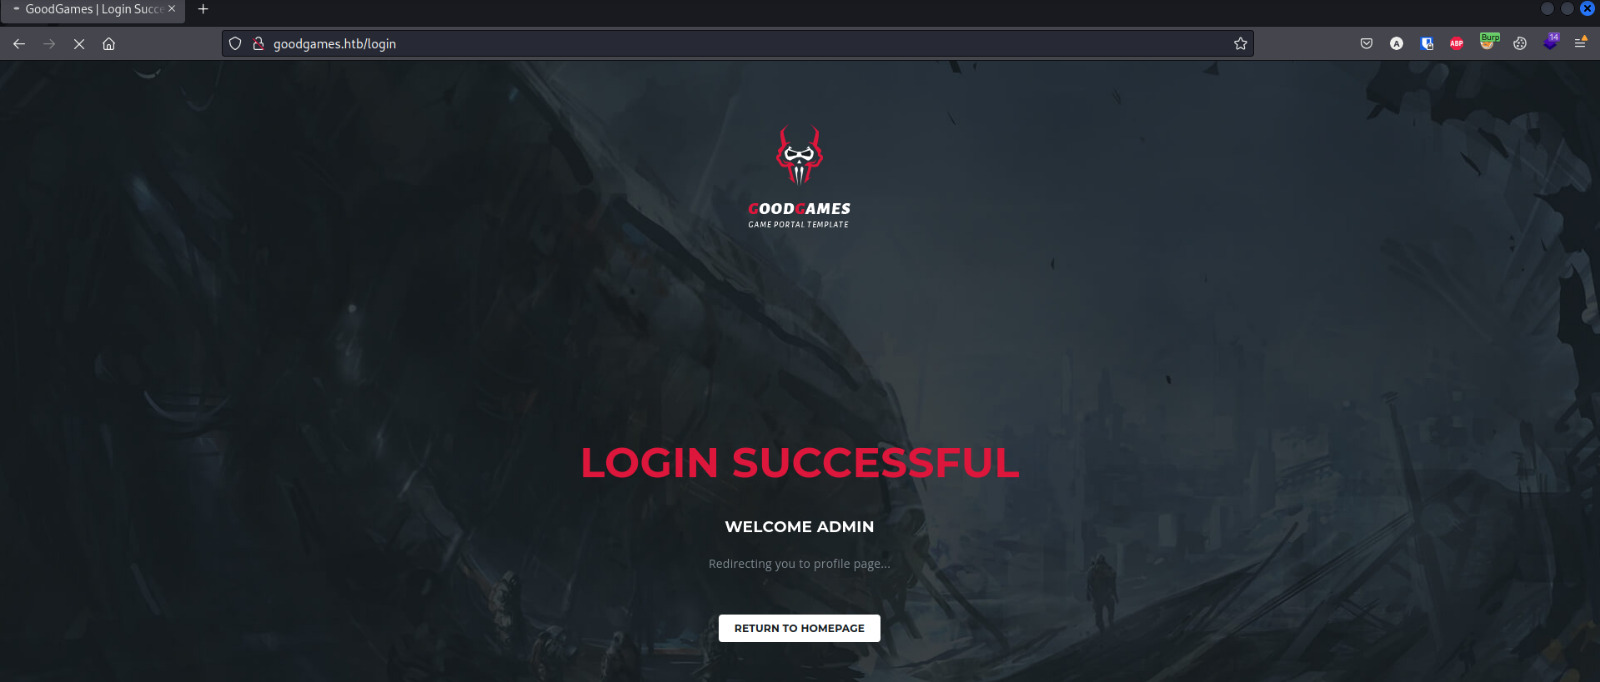 GoodGames | Login Succe
goodgames.htb/login
A
ABP
Burp
14
GOODGAMES
GAME PORTAL TEMPLATE
LOGIN SUCCESSFUL
WELCOME ADMIN
Redirecting you to profile page...
RETURN TO HOMEPAGE